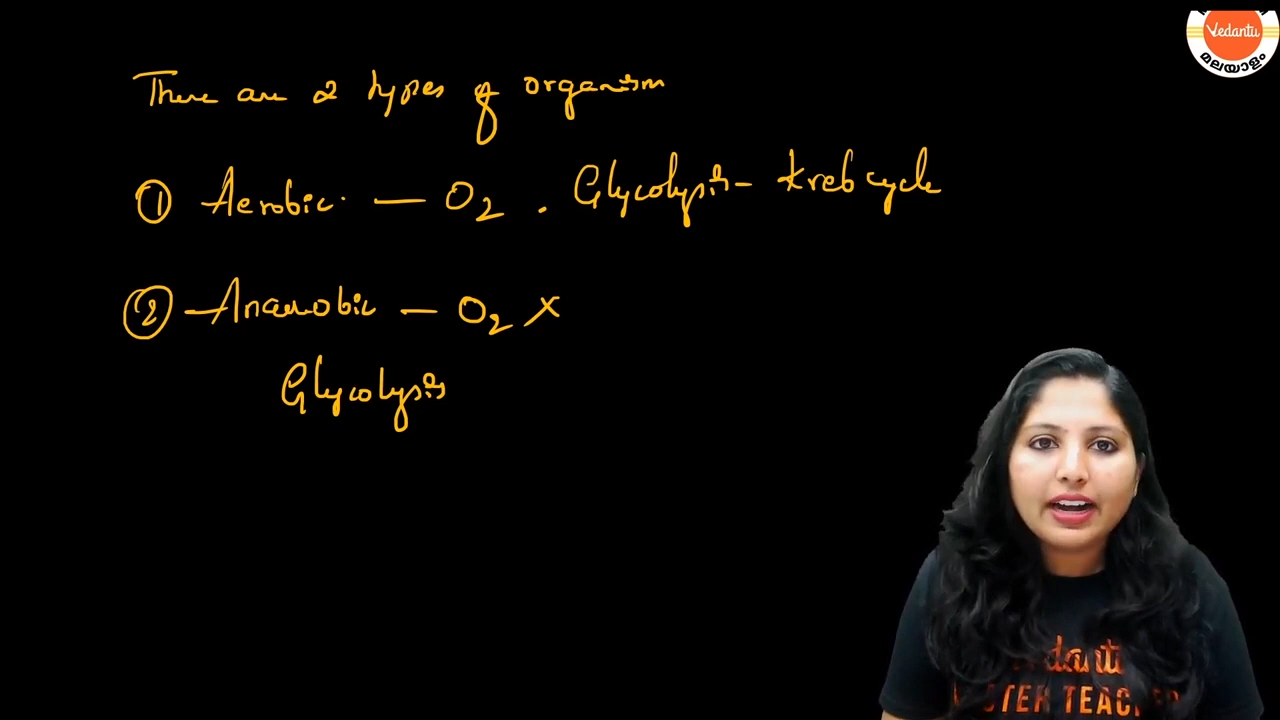 There are 2 types of organism
① Aerobic. — O2 . Glycolysis - Kreb cycle
② - Anaerobic — O2 ×
Glycolysis
Vedantu
മലയാളം
Vedantu
MASTER TEACHER